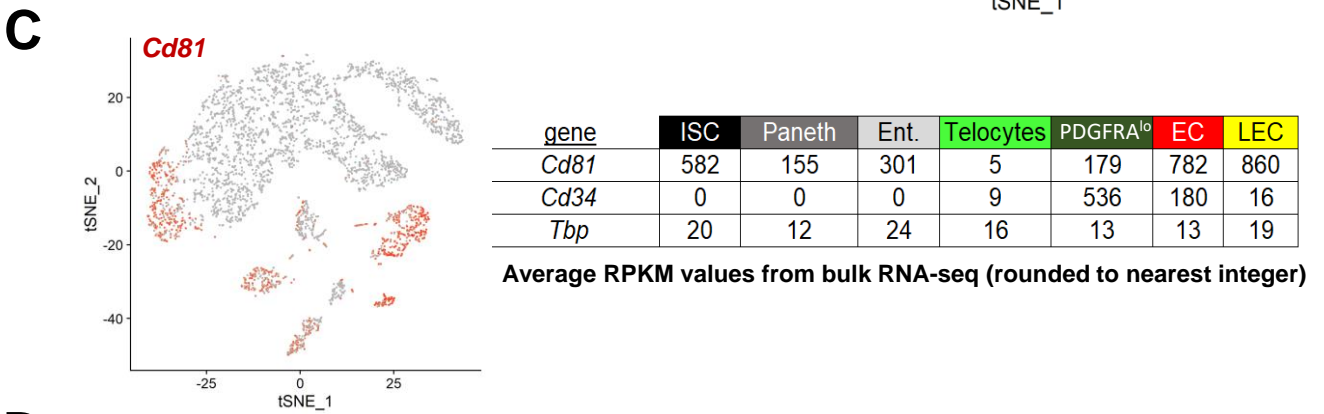 tSNE_1
C
Cd81
20
0
-20
-40
tSNE_2
-25 0 25
tSNE_1
gene ISC Paneth Ent. Telocytes PDGFRAlo EC LEC
Cd81 582 155 301 5 179 782 860
Cd34 0 0 0 9 536 180 16
Tbp 20 12 24 16 13 13 19
Average RPKM values from bulk RNA-seq (rounded to nearest integer)